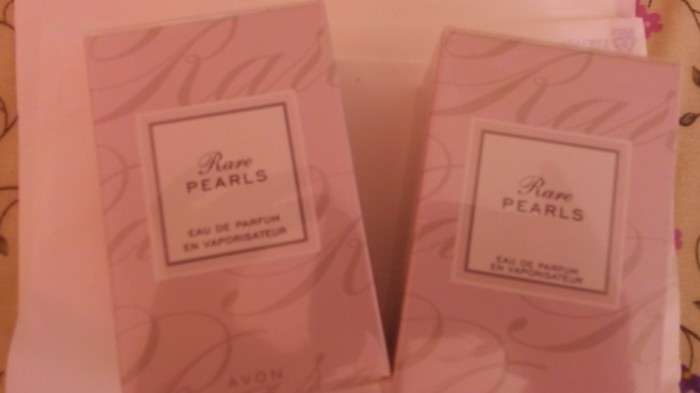 Rare
PEARLS
EAU DE PARFUM
EN VAPORISATEUR
AVON
Rare
PEARLS
EAU DE PARFUM
EN VAPORISATEUR